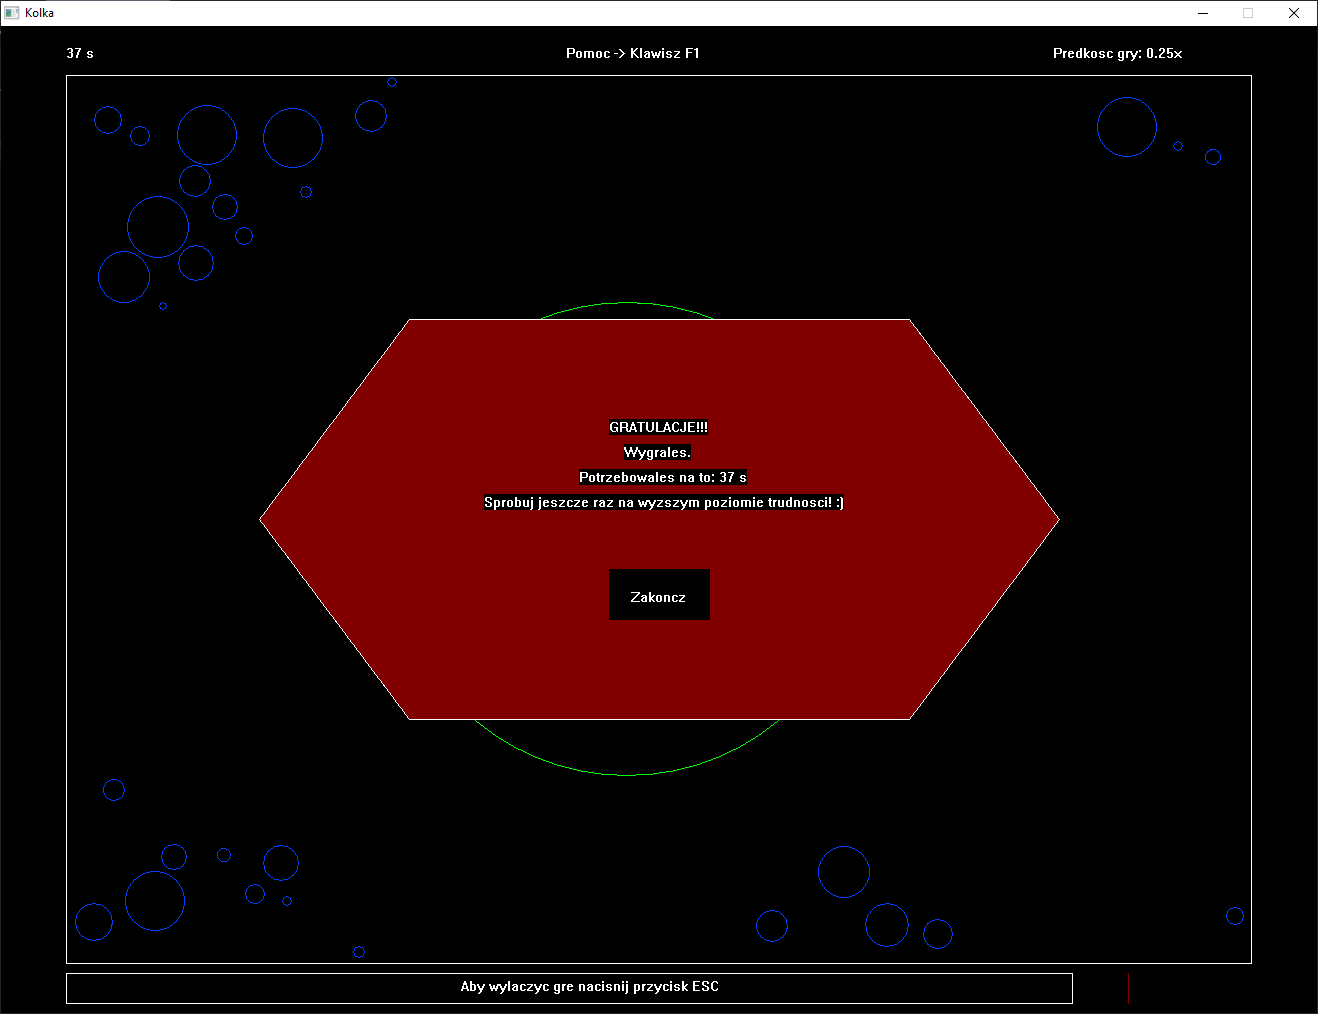 Kolka
37 s
Pomoc -> Klawisz F1
Predkosc gry: 0.25x
GRATULACJE!!!
Wygrales.
Potrzebowales na to: 37 s
Sprobuj jeszcze raz na wyzszym poziomie trudnosci! :)
Zakoncz
Aby wylaczyc gre nacisnij przycisk ESC